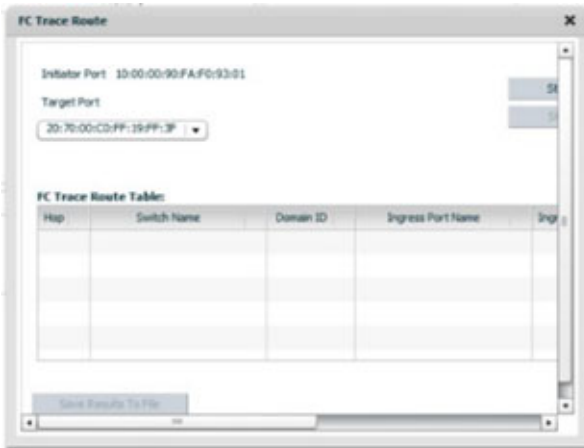 FC Trace Route
Initiator Port 10:00:00:90:FA:F0:93:01
Target Port
20:70:00:C0:FF:19:FF:3F
FC Trace Route Table:
Hop Switch Name Domain ID Ingress Port Name Ingr
Save Results To File